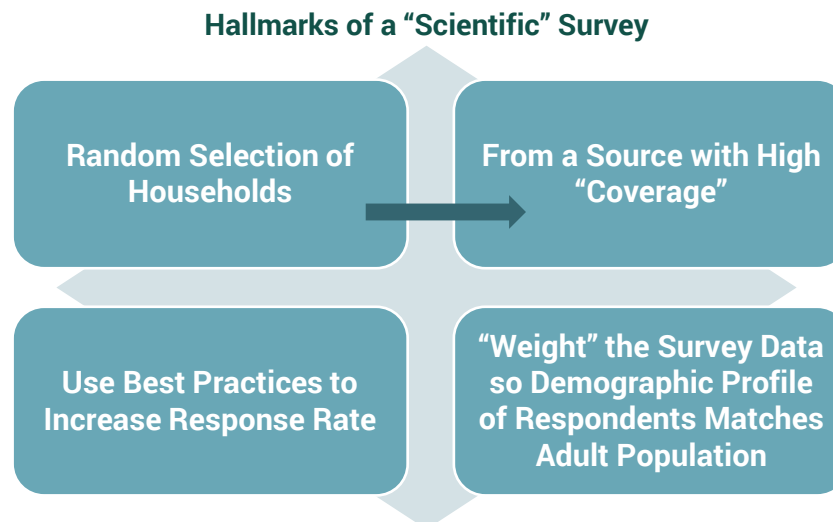 Hallmarks of a “Scientific” Survey
Random Selection of
Households
From a Source with High
“Coverage”
Use Best Practices to
Increase Response Rate
“Weight” the Survey Data
so Demographic Profile
of Respondents Matches
Adult Population